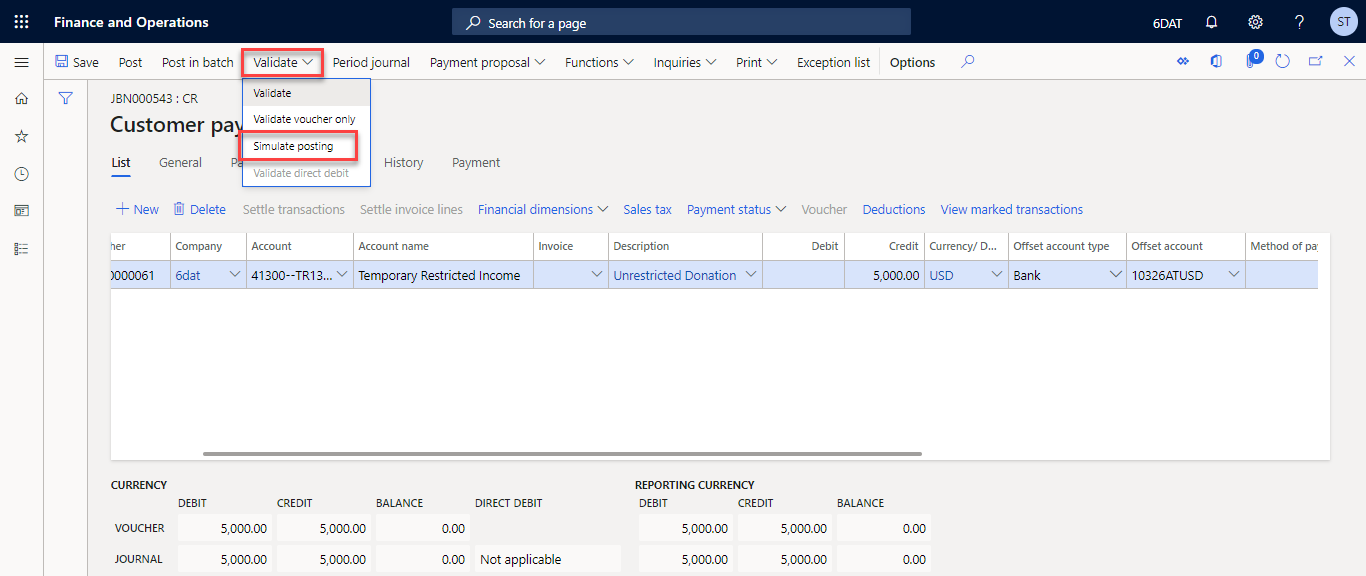 Finance and Operations
Search for a page
6DAT
?
ST
Save Post Post in batch Validate Period journal Payment proposal Functions Inquiries Print Exception list Options
0
Validate
Validate voucher only
Simulate posting
Validate direct debit
JBN000543 : CR
Customer pay
List General Pa History Payment
New Delete Settle transactions Settle invoice lines Financial dimensions Sales tax Payment status Voucher Deductions View marked transactions
her Company Account Account name Invoice Description Debit Credit Currency/ D... Offset account type Offset account Method of pay
0000061 6dat 41300--TR13... Temporary Restricted Income Unrestricted Donation 5,000.00 USD Bank 10326ATUSD
CURRENCY REPORTING CURRENCY
DEBIT CREDIT BALANCE DIRECT DEBIT DEBIT CREDIT BALANCE
VOUCHER 5,000.00 5,000.00 0.00 5,000.00 5,000.00 0.00
JOURNAL 5,000.00 5,000.00 0.00 Not applicable 5,000.00 5,000.00 0.00